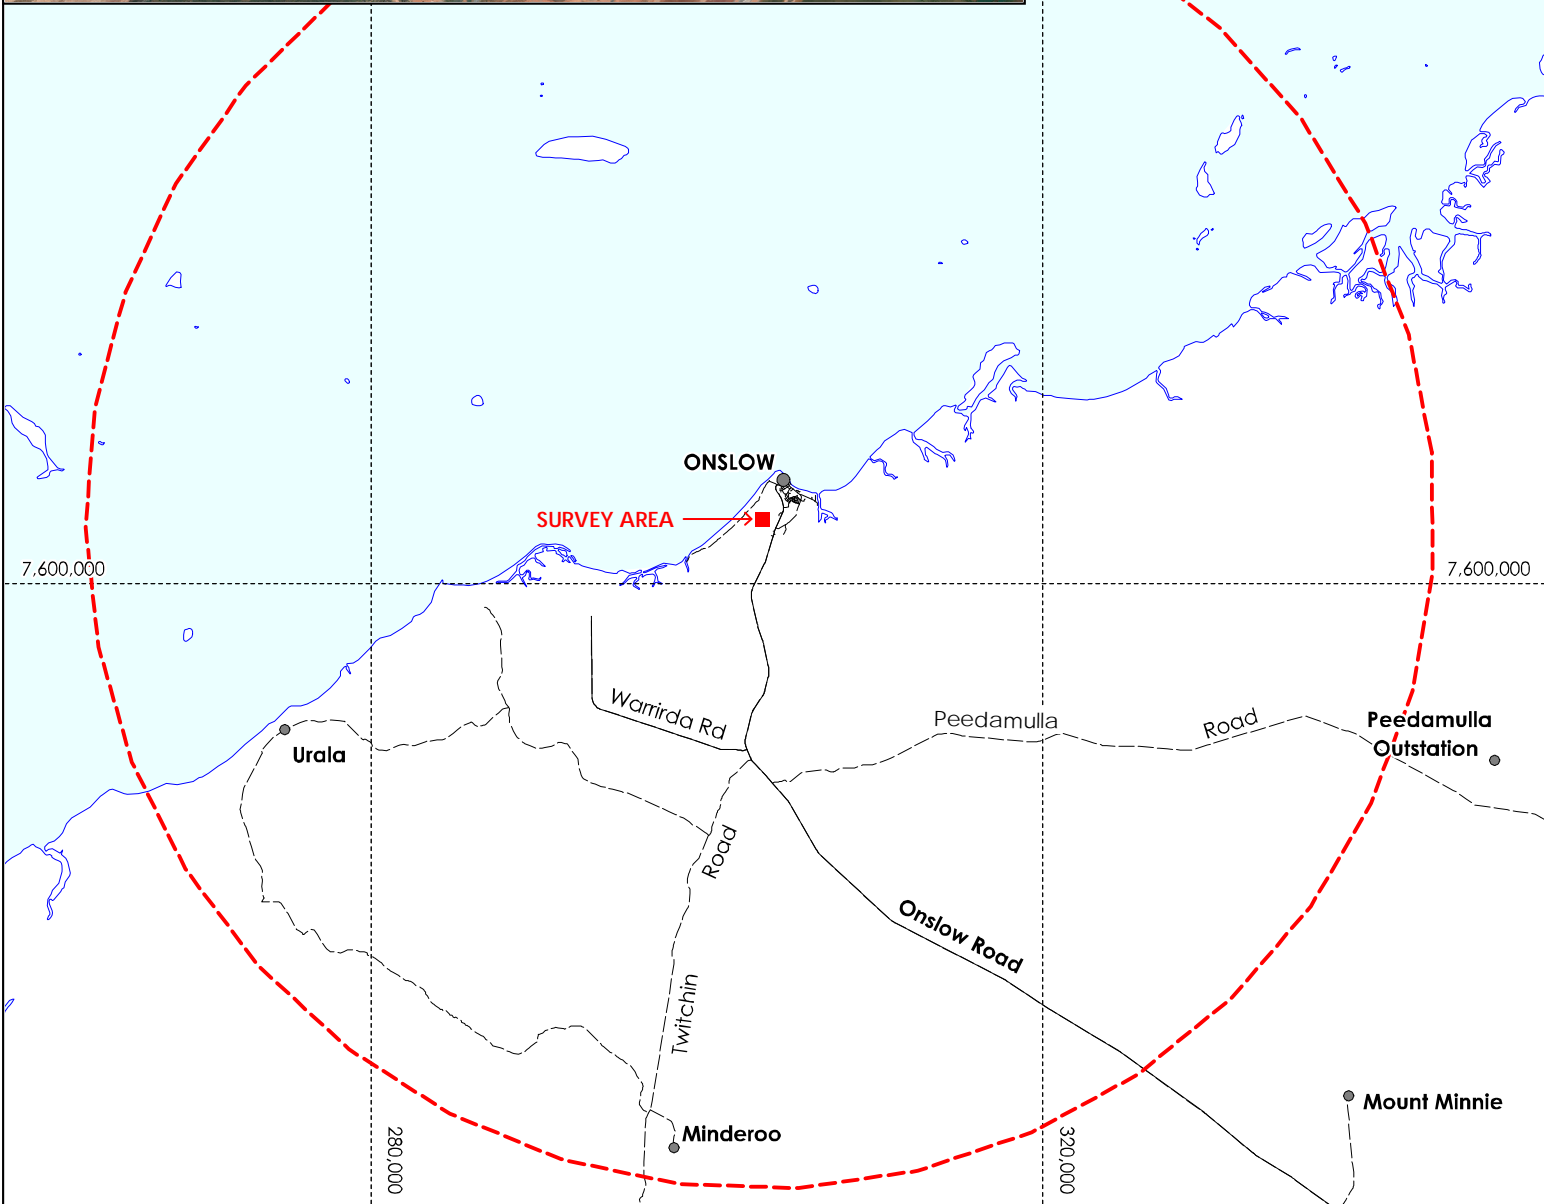 ONSLOW
SURVEY AREA
7,600,000
7,600,000
Warrirda Rd
Peedamulla
Road
Peedamulla
Outstation
Urala
Road
Onslow Road
Twitchin
Mount Minnie
Minderoo
280,000
320,000